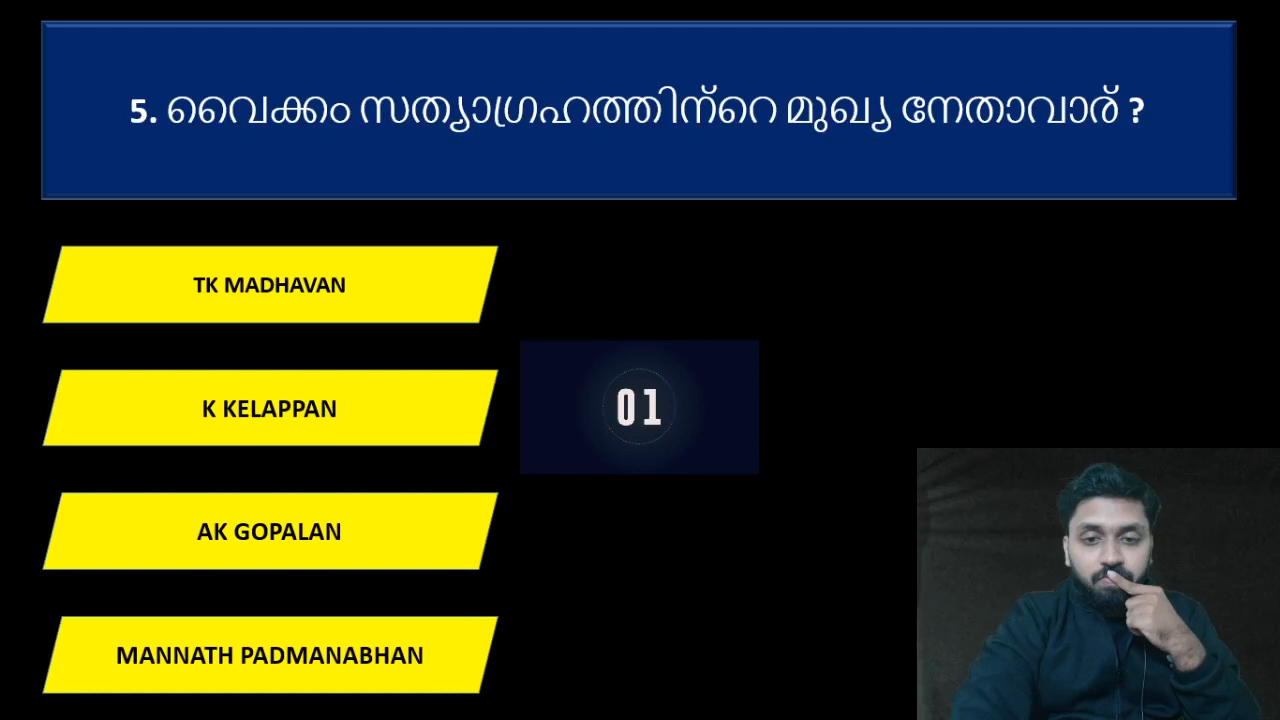 5. വൈക്കം സത്യാഗ്രഹത്തിന്റെ മുഖ്യ നേതാവാര് ?
TK MADHAVAN
K KELAPPAN
01
AK GOPALAN
MANNATH PADMANABHAN